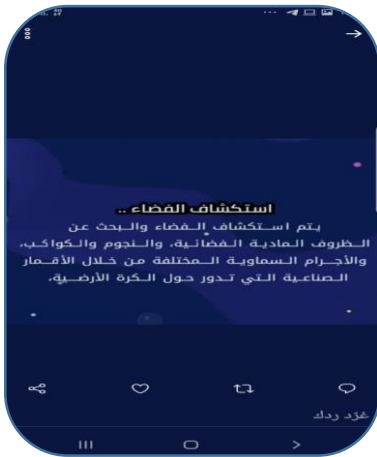 استكشاف الفضاء ..
يتم استكشاف الفضاء والبحث عن
الظروف المادية الفضائية، والنجوم والكواكب،
والأجرام السماوية المختلفة من خلال الأقمار
الصناعية التي تدور حول الكرة الأرضية.
غرّد ردك